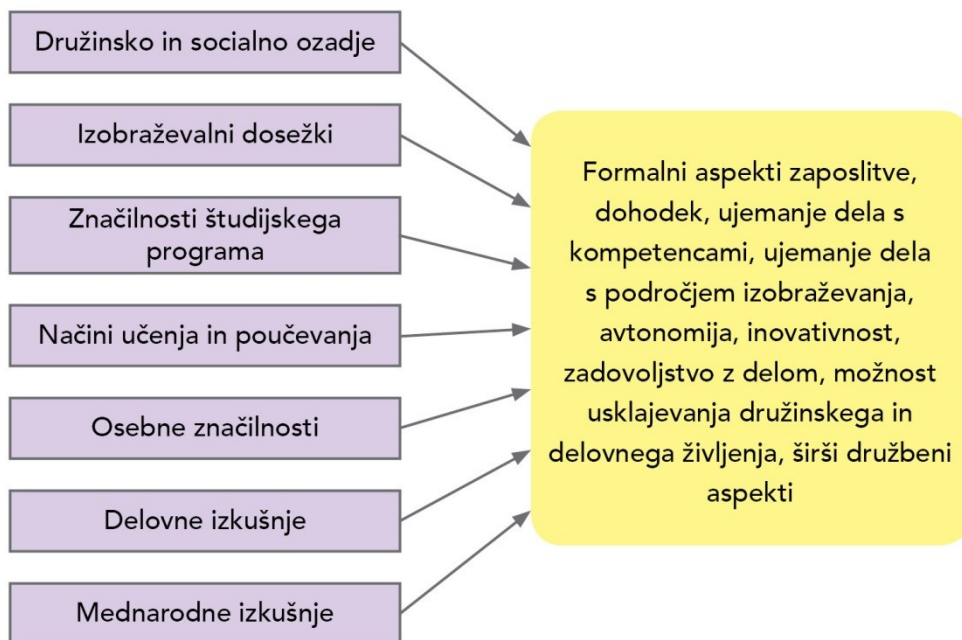 Družinsko in socialno ozadje
Izobraževalni dosežki
Značilnosti študijskega
programa
Načini učenja in poučevanja
Osebne značilnosti
Delovne izkušnje
Mednarodne izkušnje
Formalni aspekti zaposlitve,
dohodek, ujemanje dela s
kompetencami, ujemanje dela
s področjem izobraževanja,
avtonomija, inovativnost,
zadovoljstvo z delom, možnost
usklajevanja družinskega in
delovnega življenja, širši družbeni
aspekti